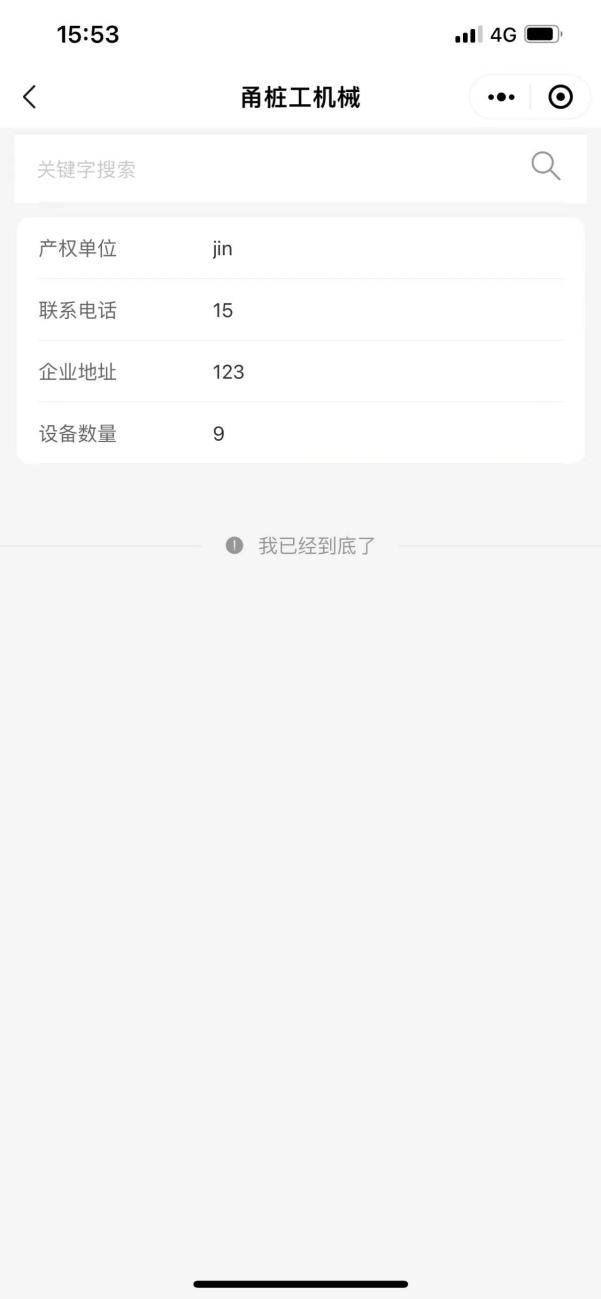 15:53 4G
甬桩工机械
关键字搜索
产权单位 jin
联系电话 15
企业地址 123
设备数量 9
我已经到底了